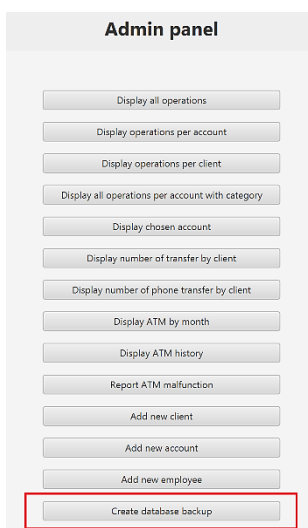 Admin panel
Display all operations
Display operations per account
Display operations per client
Display all operations per account with category
Display chosen account
Display number of transfer by client
Display number of phone transfer by client
Display ATM by month
Display ATM history
Report ATM malfunction
Add new client
Add new account
Add new employee
Create database backup